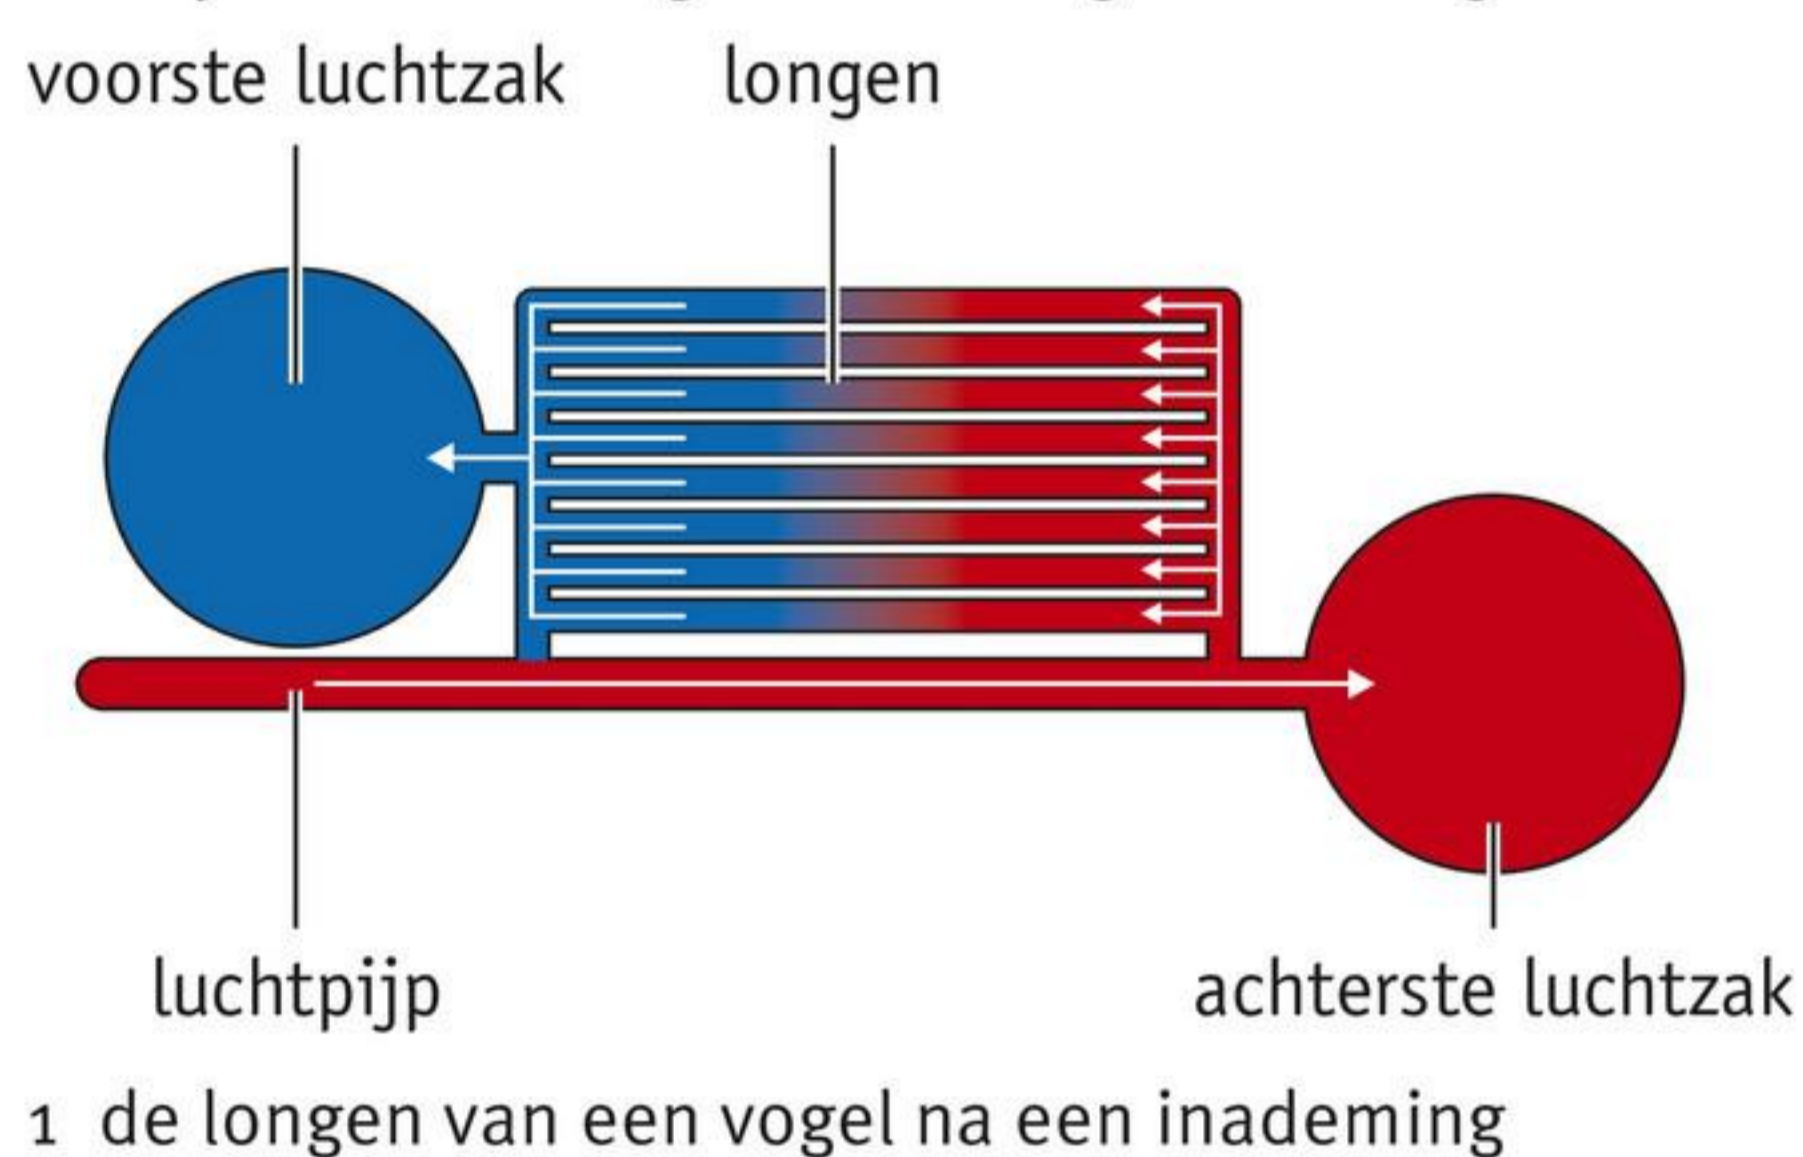 voorste luchtzak
longen
luchtpijp
achterste luchtzak
1 de longen van een vogel na een inademing